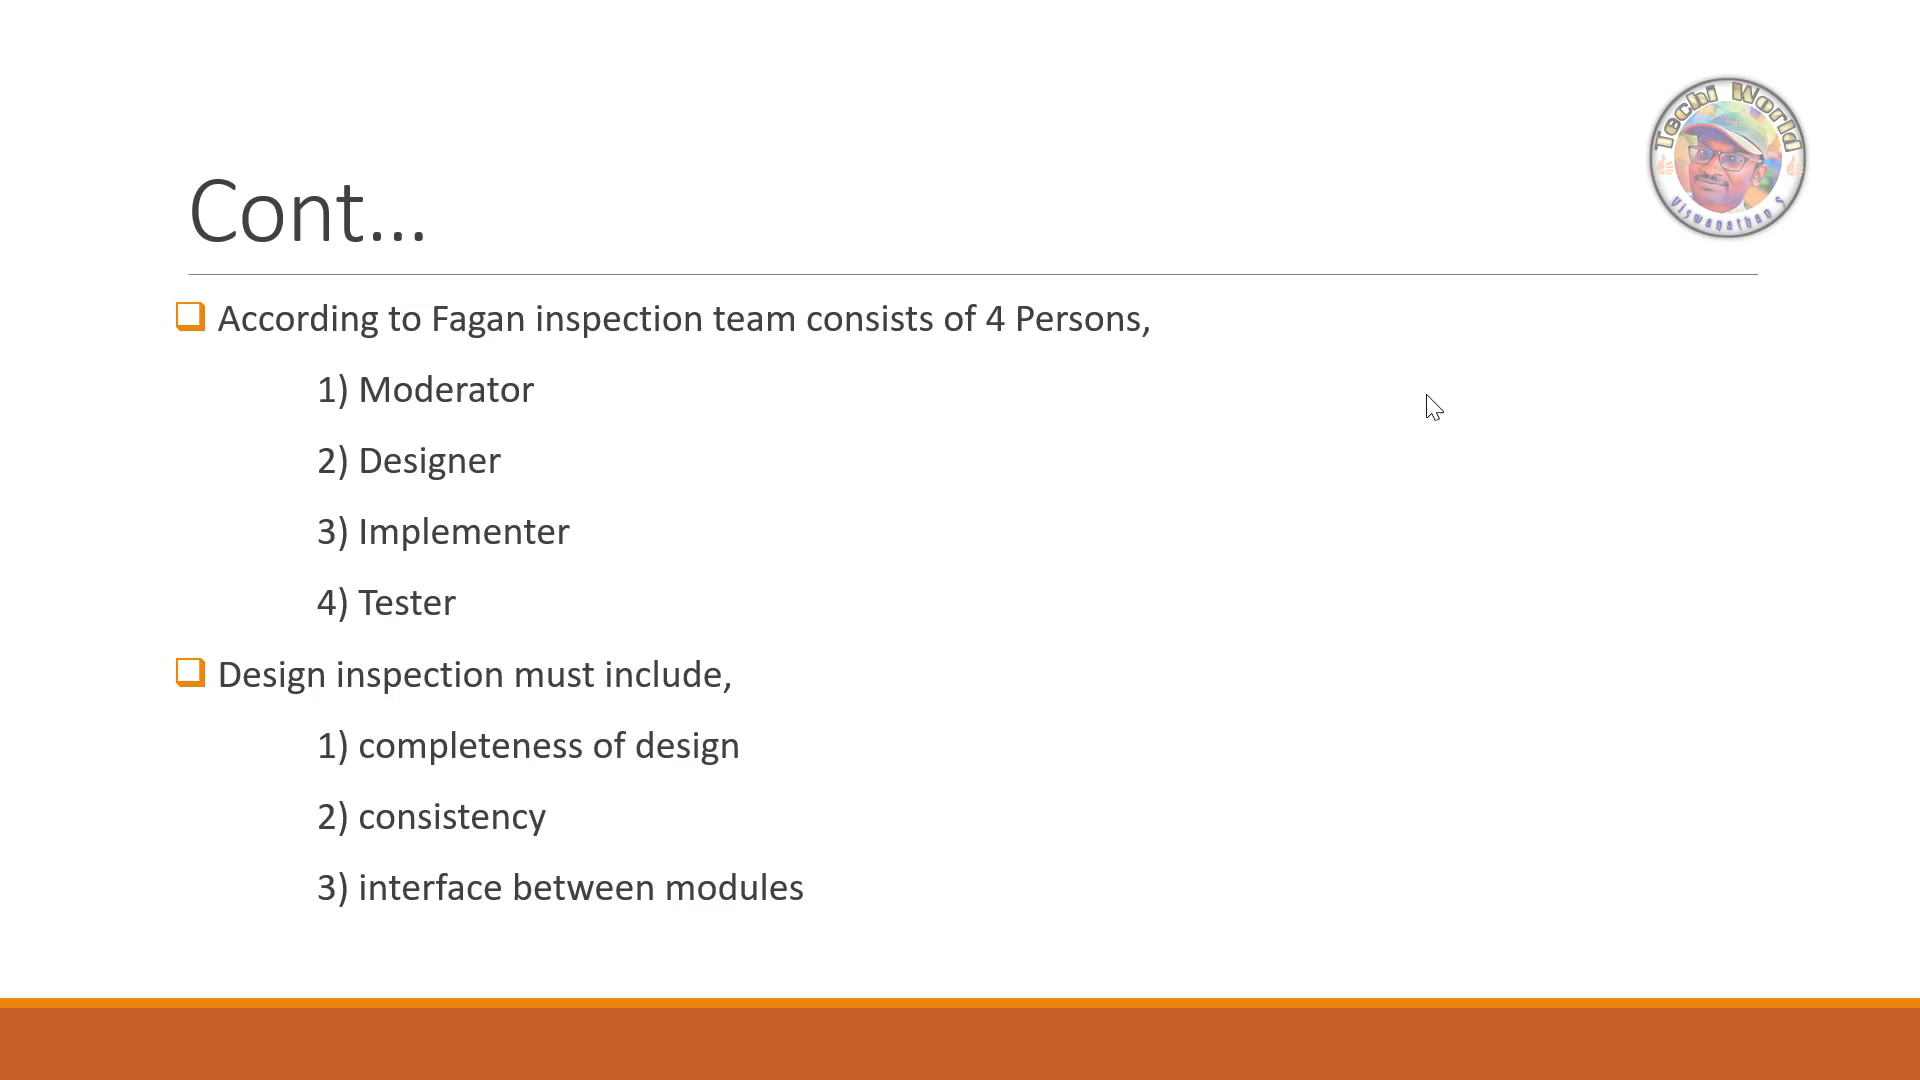 Techi World
Viswanathan S
Cont...
According to Fagan inspection team consists of 4 Persons,
1) Moderator
2) Designer
3) Implementer
4) Tester
Design inspection must include,
1) completeness of design
2) consistency
3) interface between modules